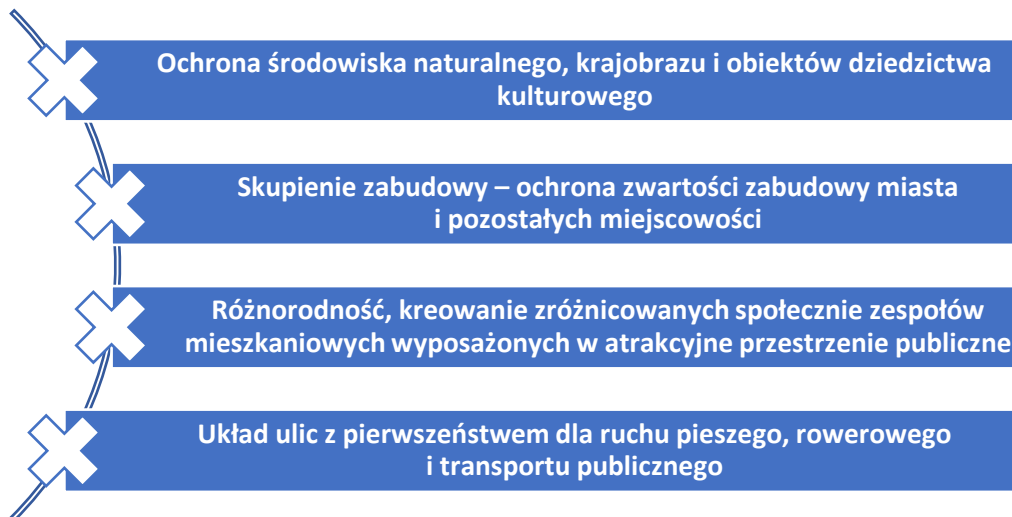 Ochrona środowiska naturalnego, krajobrazu i obiektów dziedzictwa
kulturowego
Skupienie zabudowy – ochrona zwartości zabudowy miasta
i pozostałych miejscowości
Różnorodność, kreowanie zróżnicowanych społecznie zespołów
mieszkaniowych wyposażonych w atrakcyjne przestrzenie publiczne
Układ ulic z pierwszeństwem dla ruchu pieszego, rowerowego
i transportu publicznego